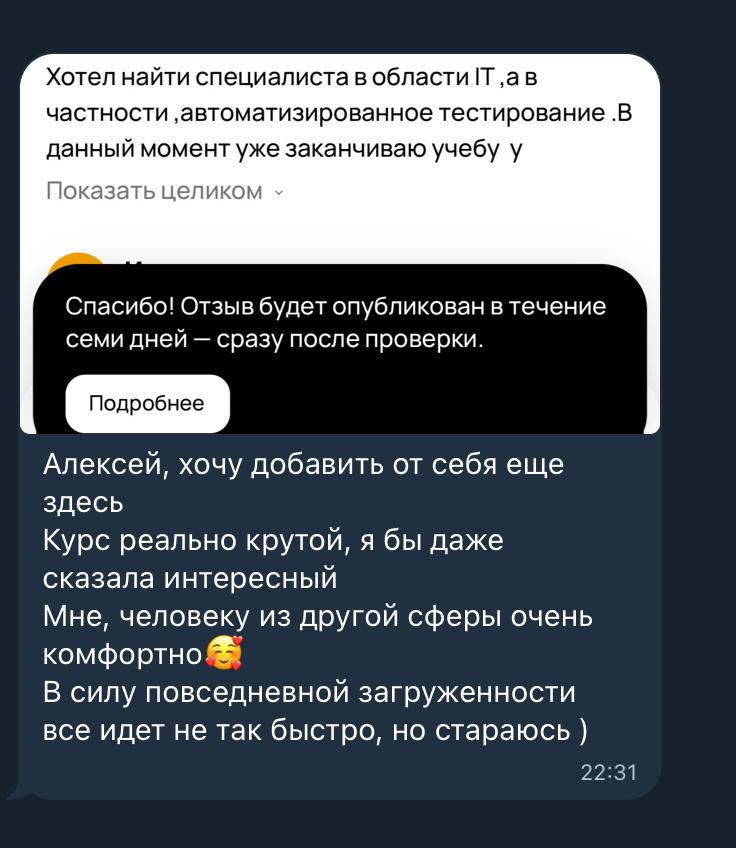 Хотел найти специалиста в области IT ,а в
частности ,автоматизированное тестирование .В
данный момент уже заканчиваю учебу  у
Показать целиком
Спасибо! Отзыв будет опубликован в течение
семи дней — сразу после проверки.
Подробнее
Алексей, хочу добавить от себя еще
здесь
Курс реально крутой, я бы даже
сказала интересный
Мне, человеку из другой сферы очень
комфортно🥰
В силу повседневной загруженности
все идет не так быстро, но стараюсь )
22:31